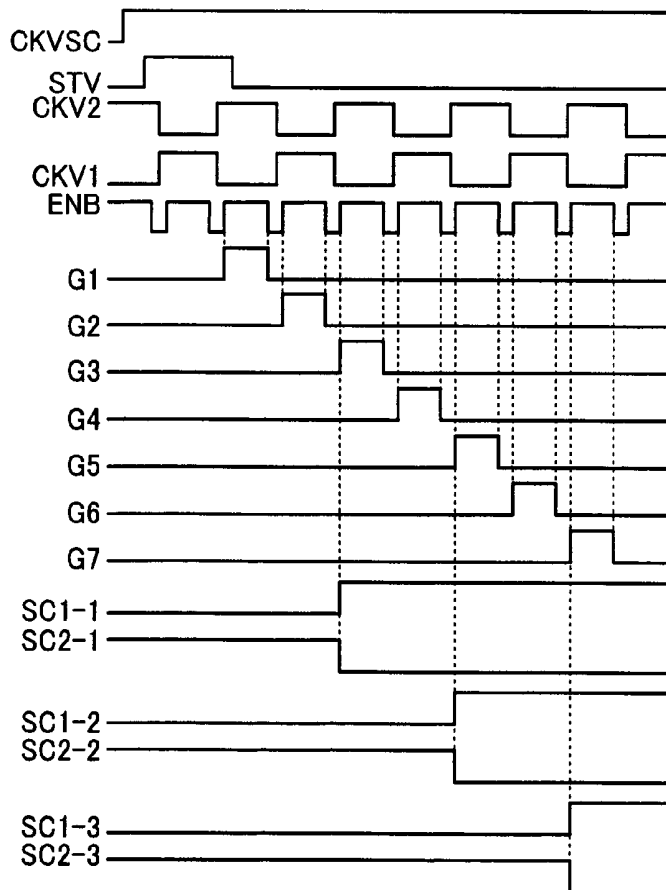 CKVSC
STV
CKV2
CKV1
ENB
G1
G2
G3
G4
G5
G6
G7
SC1-1
SC2-1
SC1-2
SC2-2
SC1-3
SC2-3